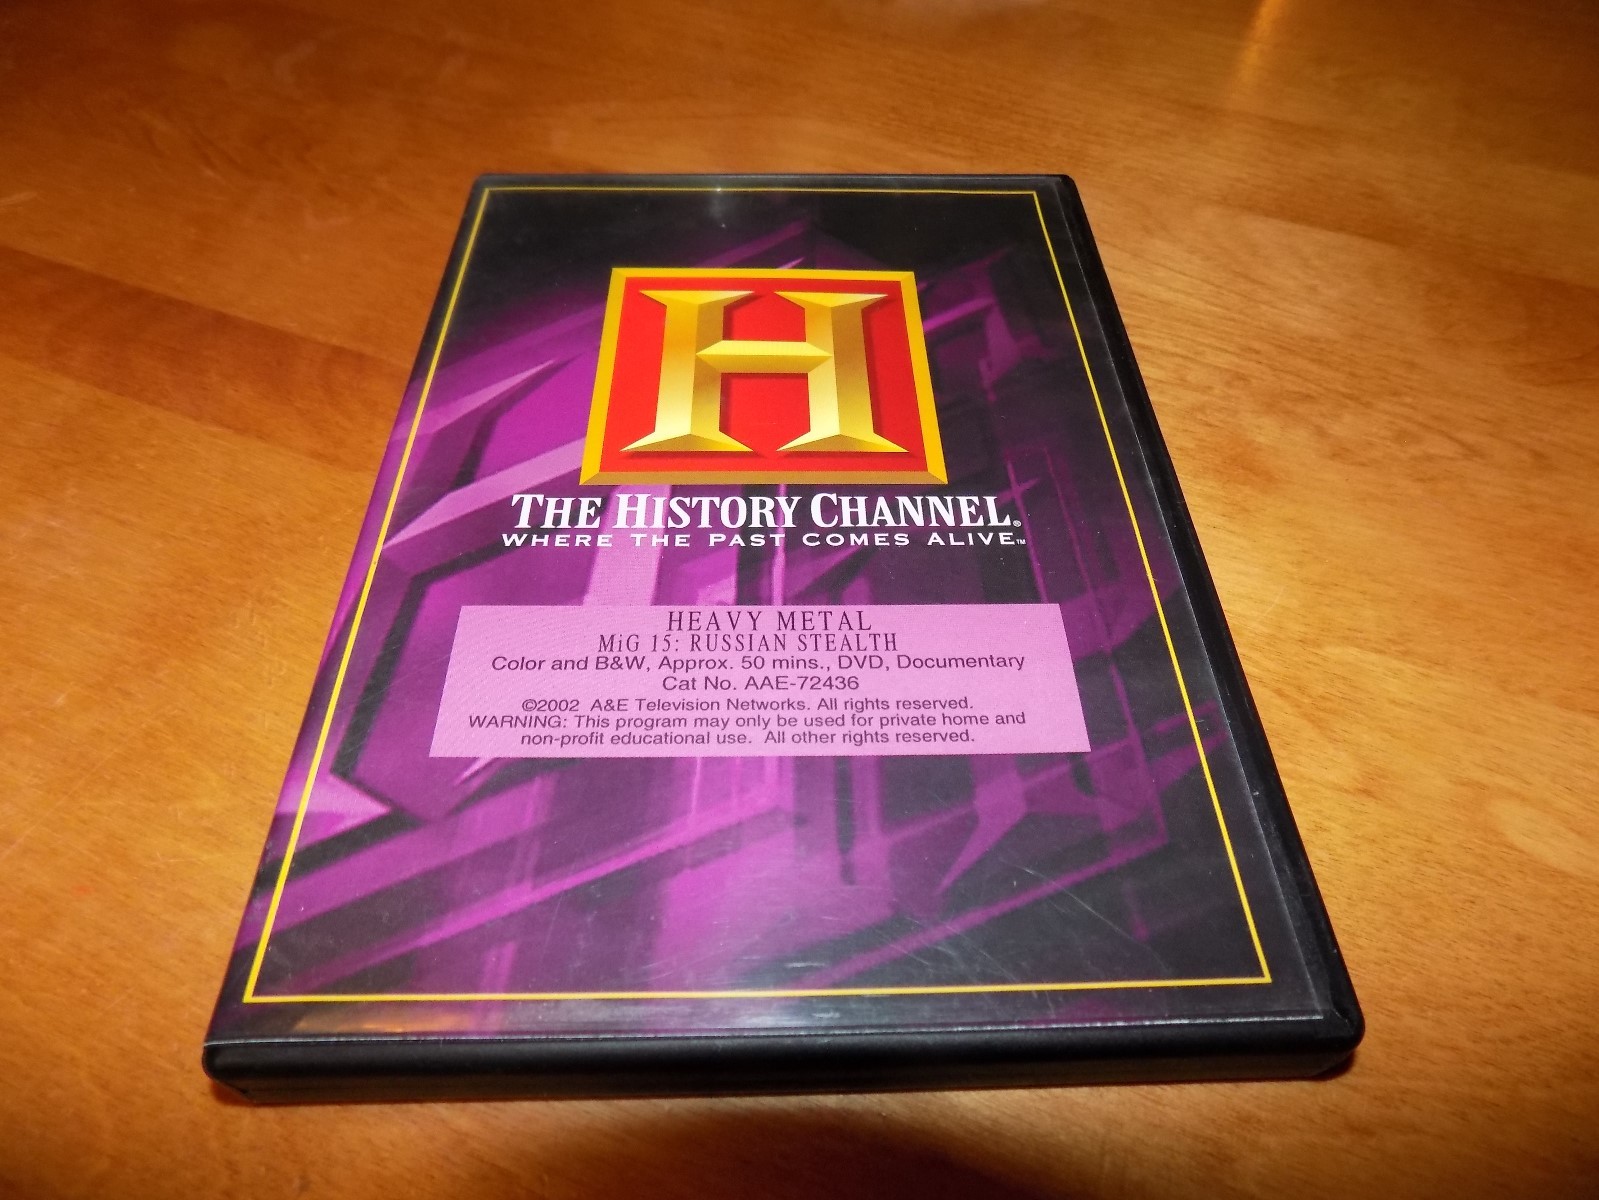 H
THE HISTORY CHANNEL®
WHERE THE PAST COMES ALIVE™
HEAVY METAL
MiG 15: RUSSIAN STEALTH
Color and B&W, Approx. 50 mins., DVD, Documentary
Cat No. AAE-72436
©2002 A&E Television Networks. All rights reserved.
WARNING: This program may only be used for private home and
non-profit educational use. All other rights reserved.